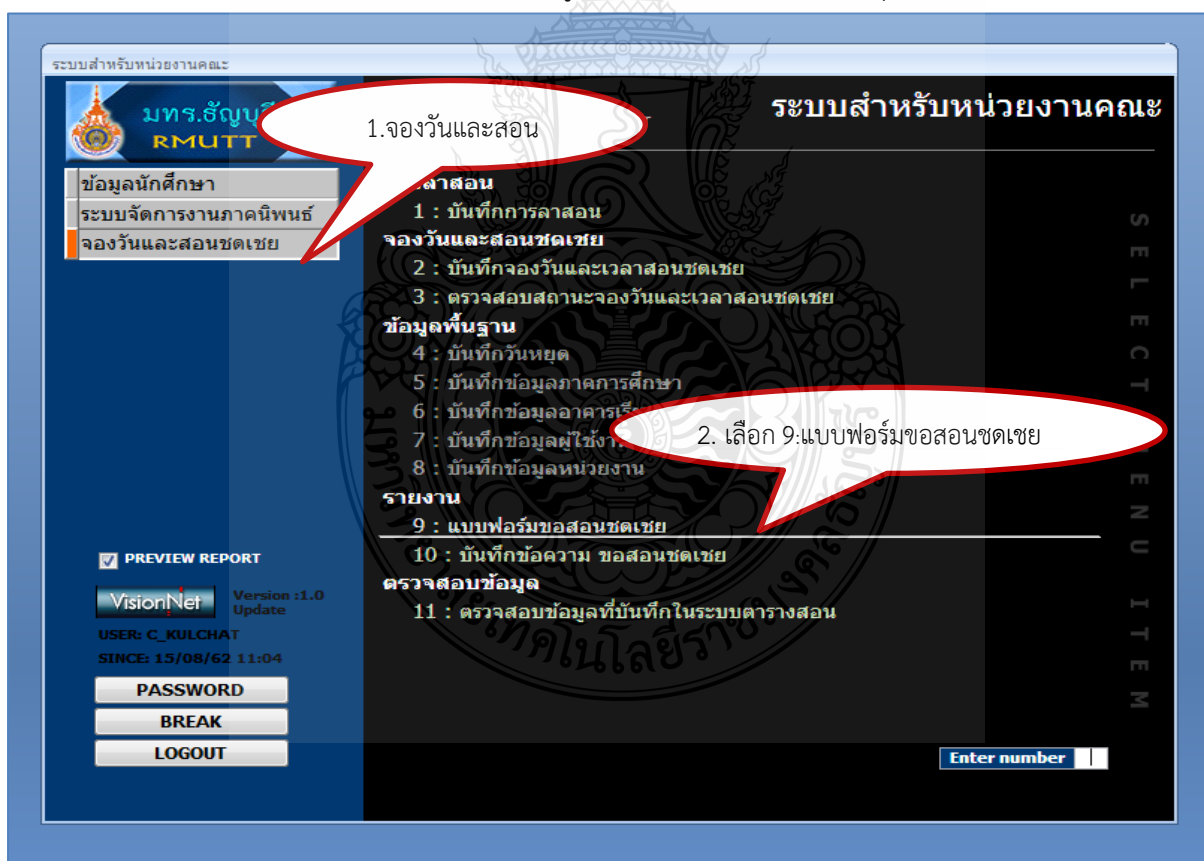 ระบบสำหรับหน่วยงานคณะ
มทร.ธัญบุรี
RMUTT
1.จองวันและสอน
ระบบสำหรับหน่วยงานคณะ
ข้อมูลนักศึกษา
ระบบจัดการงานภาคนิพนธ์
จองวันและสอนชดเชย
ลาสอน
1 : บันทึกการลาสอน
จองวันและสอนชดเชย
2 : บันทึกจองวันและเวลาสอนชดเชย
3 : ตรวจสอบสถานะจองวันและเวลาสอนชดเชย
ข้อมูลพื้นฐาน
4 : บันทึกวันหยุด
5 : บันทึกข้อมูลภาคการศึกษา
6 : บันทึกข้อมูลอาคารเรีย
7 : บันทึกข้อมูลผู้ใช้งาน
8 : บันทึกข้อมูลหน่วยงาน
2. เลือก 9:แบบฟอร์มขอสอนชดเชย
รายงาน
9 : แบบฟอร์มขอสอนชดเชย
10 : บันทึกข้อความ ขอสอนชดเชย
ตรวจสอบข้อมูล
11 : ตรวจสอบข้อมูลที่บันทึกในระบบตารางสอน
PREVIEW REPORT
VisionNet
Version :1.0
Update
USER: C_KULCHAT
SINCE: 15/08/62 11:04
PASSWORD
BREAK
LOGOUT
Enter number